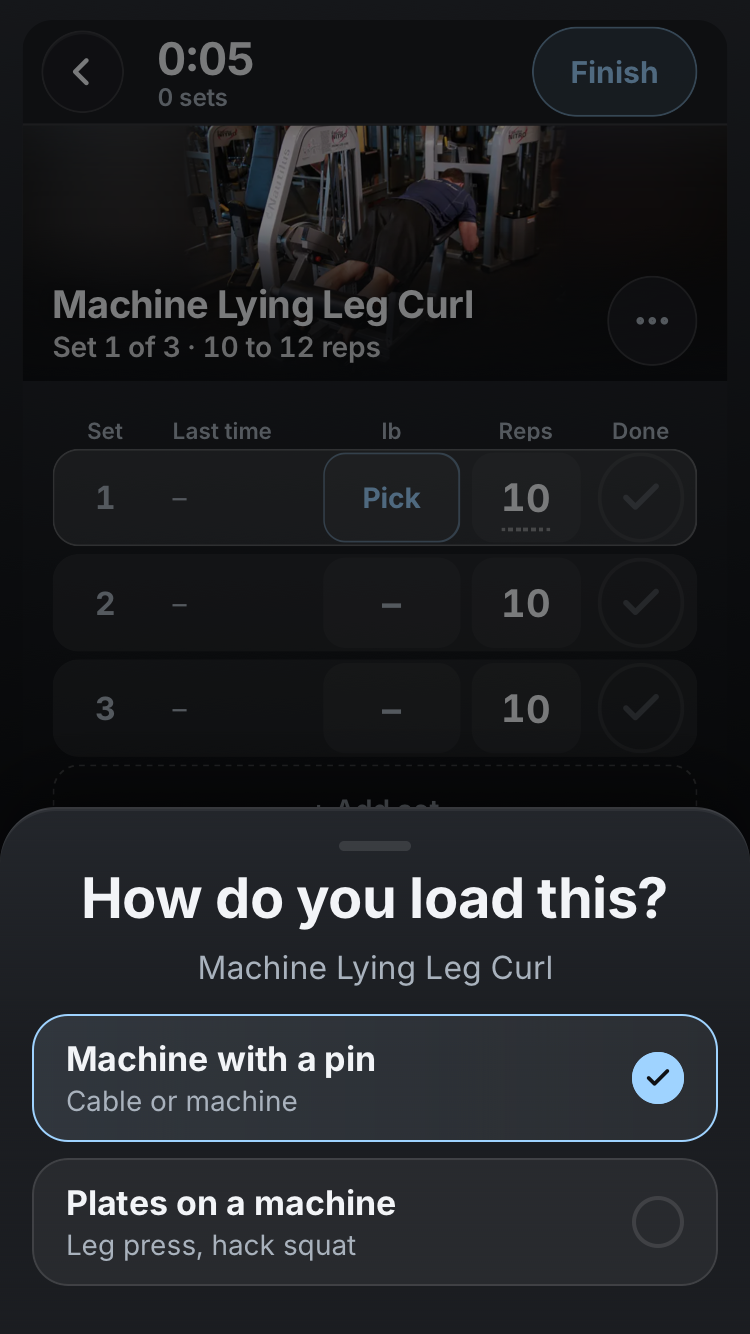 0:05
0 sets
Finish
Machine Lying Leg Curl
Set 1 of 3 · 10 to 12 reps
Set Last time lb Reps Done
1 – Pick 10
2 – – 10
3 – – 10
+ Add set
How do you load this?
Machine Lying Leg Curl
Machine with a pin
Cable or machine
Plates on a machine
Leg press, hack squat